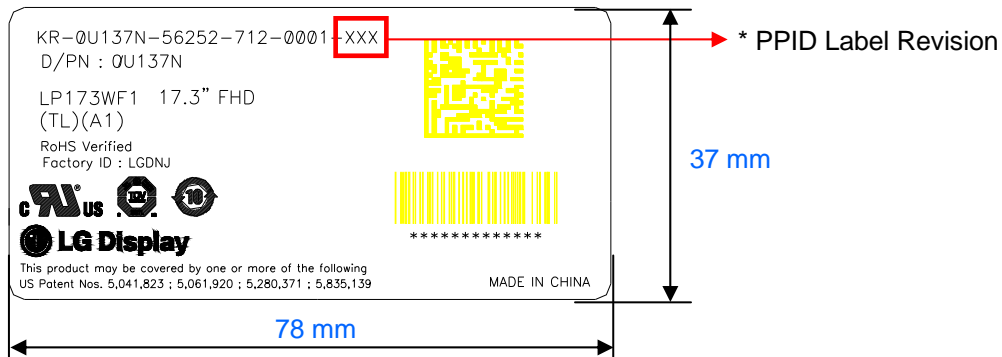 KR-0U137N-56252-712-0001-XXX
* PPID Label Revision
D/PN : 0U137N
LP173WF1 17.3" FHD
(TL)(A1)
RoHS Verified
Factory ID : LGDNJ
37 mm
c RU US TÜV 10
LG Display
*************
This product may be covered by one or more of the following
US Patent Nos. 5,041,823 ; 5,061,920 ; 5,280,371 ; 5,835,139
MADE IN CHINA
78 mm